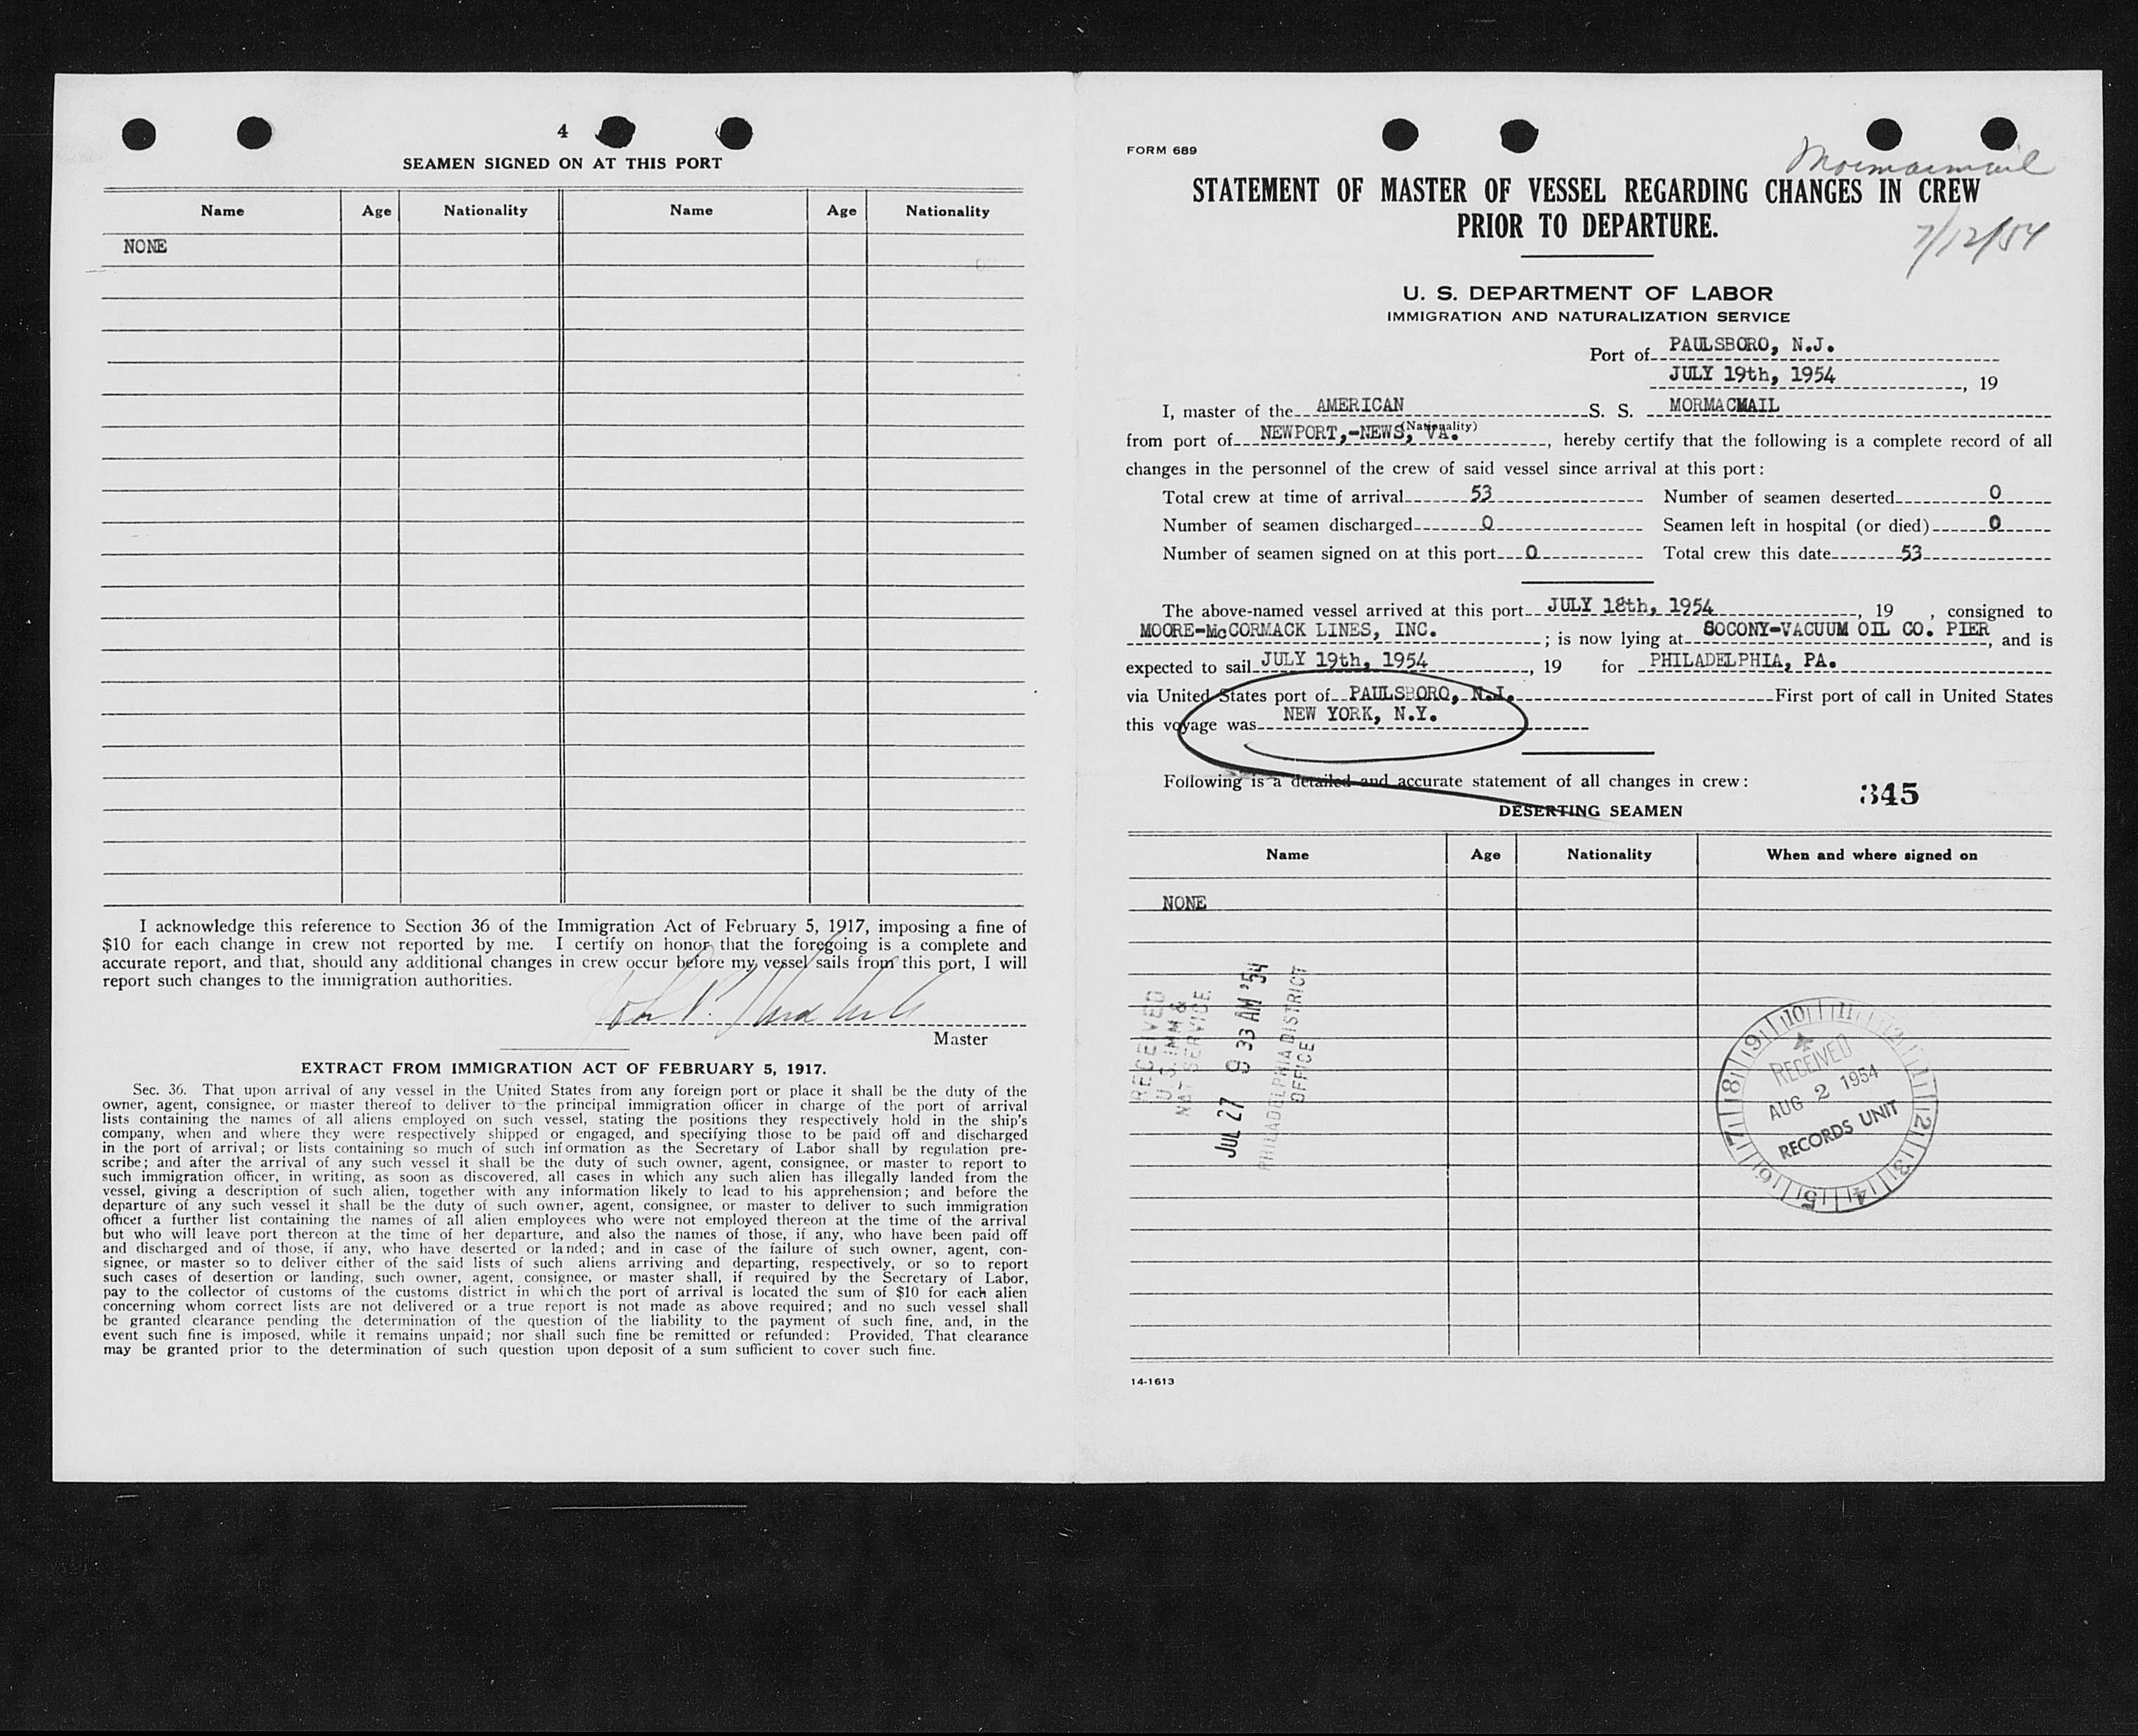 4
SEAMEN SIGNED ON AT THIS PORT
Name Age Nationality Name Age Nationality
NONE
I acknowledge this reference to Section 36 of the Immigration Act of February 5, 1917, imposing a fine of
$10 for each change in crew not reported by me. I certify on honor that the foregoing is a complete and
accurate report, and that, should any additional changes in crew occur before my vessel sails from this port, I will
report such changes to the immigration authorities.
Master
EXTRACT FROM IMMIGRATION ACT OF FEBRUARY 5, 1917.
Sec. 36. That upon arrival of any vessel in the United States from any foreign port or place it shall be the duty of the
owner, agent, consignee, or master thereof to deliver to the principal immigration officer in charge of the port of arrival
lists containing the names of all aliens employed on such vessel, stating the positions they respectively hold in the ship's
company, when and where they were respectively shipped or engaged, and specifying those to be paid off and discharged
in the port of arrival; or lists containing so much of such information as the Secretary of Labor shall by regulation pre-
scribe; and after the arrival of any such vessel it shall be the duty of such owner, agent, consignee, or master to report to
such immigration officer, in writing, as soon as discovered, all cases in which any such alien has illegally landed from the
vessel, giving a description of such alien, together with any information likely to lead to his apprehension; and before the
departure of any such vessel it shall be the duty of such owner, agent, consignee, or master to deliver to such immigration
officer a further list containing the names of all alien employees who were not employed thereon at the time of the arrival
but who will leave port thereon at the time of her departure, and also the names of those, if any, who have been paid off
and discharged and of those, if any, who have deserted or landed; and in case of the failure of such owner, agent, con-
signee, or master so to deliver either of the said lists of such aliens arriving and departing, respectively, or so to report
such cases of desertion or landing, such owner, agent, consignee, or master shall, if required by the Secretary of Labor,
pay to the collector of customs of the customs district in which the port of arrival is located the sum of $10 for each alien
concerning whom correct lists are not delivered or a true report is not made as above required; and no such vessel shall
be granted clearance pending the determination of the question of the liability to the payment of such fine, and, in the
event such fine is imposed, while it remains unpaid; nor shall such fine be remitted or refunded: Provided, That clearance
may be granted prior to the determination of such question upon deposit of a sum sufficient to cover such fine.
FORM 689
Mormacmail
STATEMENT OF MASTER OF VESSEL REGARDING CHANGES IN CREW
PRIOR TO DEPARTURE.
7/12/54
U. S. DEPARTMENT OF LABOR
IMMIGRATION AND NATURALIZATION SERVICE
Port of PAULSBORO, N.J.
JULY 19th, 1954, 19
I, master of the AMERICAN S. S. MORMACMAIL
(Nationality)
from port of NEWPORT,-NEWS, VA., hereby certify that the following is a complete record of all
changes in the personnel of the crew of said vessel since arrival at this port:
Total crew at time of arrival 53 Number of seamen deserted 0
Number of seamen discharged 0 Seamen left in hospital (or died) 0
Number of seamen signed on at this port 0 Total crew this date 53
The above-named vessel arrived at this port JULY 18th, 1954, 19 , consigned to
MOORE-McCORMACK LINES, INC. ; is now lying at SOCONY-VACUUM OIL CO. PIER, and is
expected to sail JULY 19th, 1954, 19 for PHILADELPHIA, PA.
via United States port of PAULSBORO, N.J. First port of call in United States
this voyage was NEW YORK, N.Y.
Following is a detailed and accurate statement of all changes in crew:
345
DESERTING SEAMEN
Name Age Nationality When and where signed on
NONE
RECEIVED
U. S. IMM &
NAT SERVICE
JUL 27 9 33 AM '54
PHILADELPHIA DISTRICT
OFFICE
10 11 12 1 2 3 4 5 6 7 8 9
RECEIVED
AUG 2 1954
RECORDS UNIT
14-1613